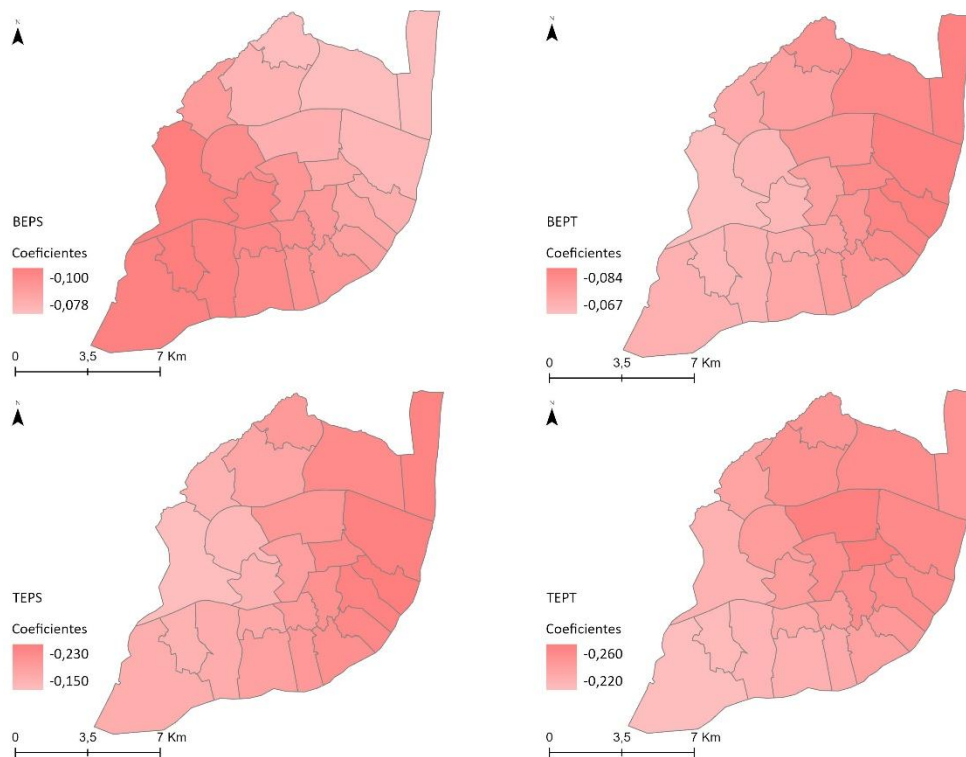 N
BEPS
Coeficientes
-0,100
-0,078
0 3,5 7 Km
N
BEPT
Coeficientes
-0,084
-0,067
0 3,5 7 Km
N
TEPS
Coeficientes
-0,230
-0,150
0 3,5 7 Km
N
TEPT
Coeficientes
-0,260
-0,220
0 3,5 7 Km